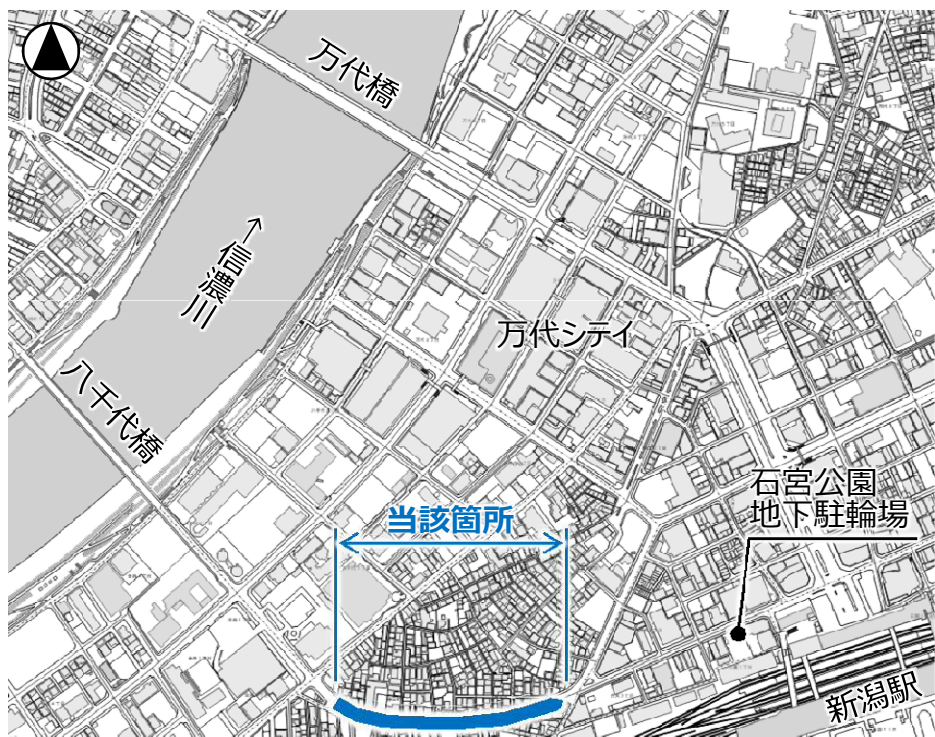 万代橋
↑信濃川
万代シテイ
八千代橋
石宮公園
地下駐輪場
当該箇所
新潟駅